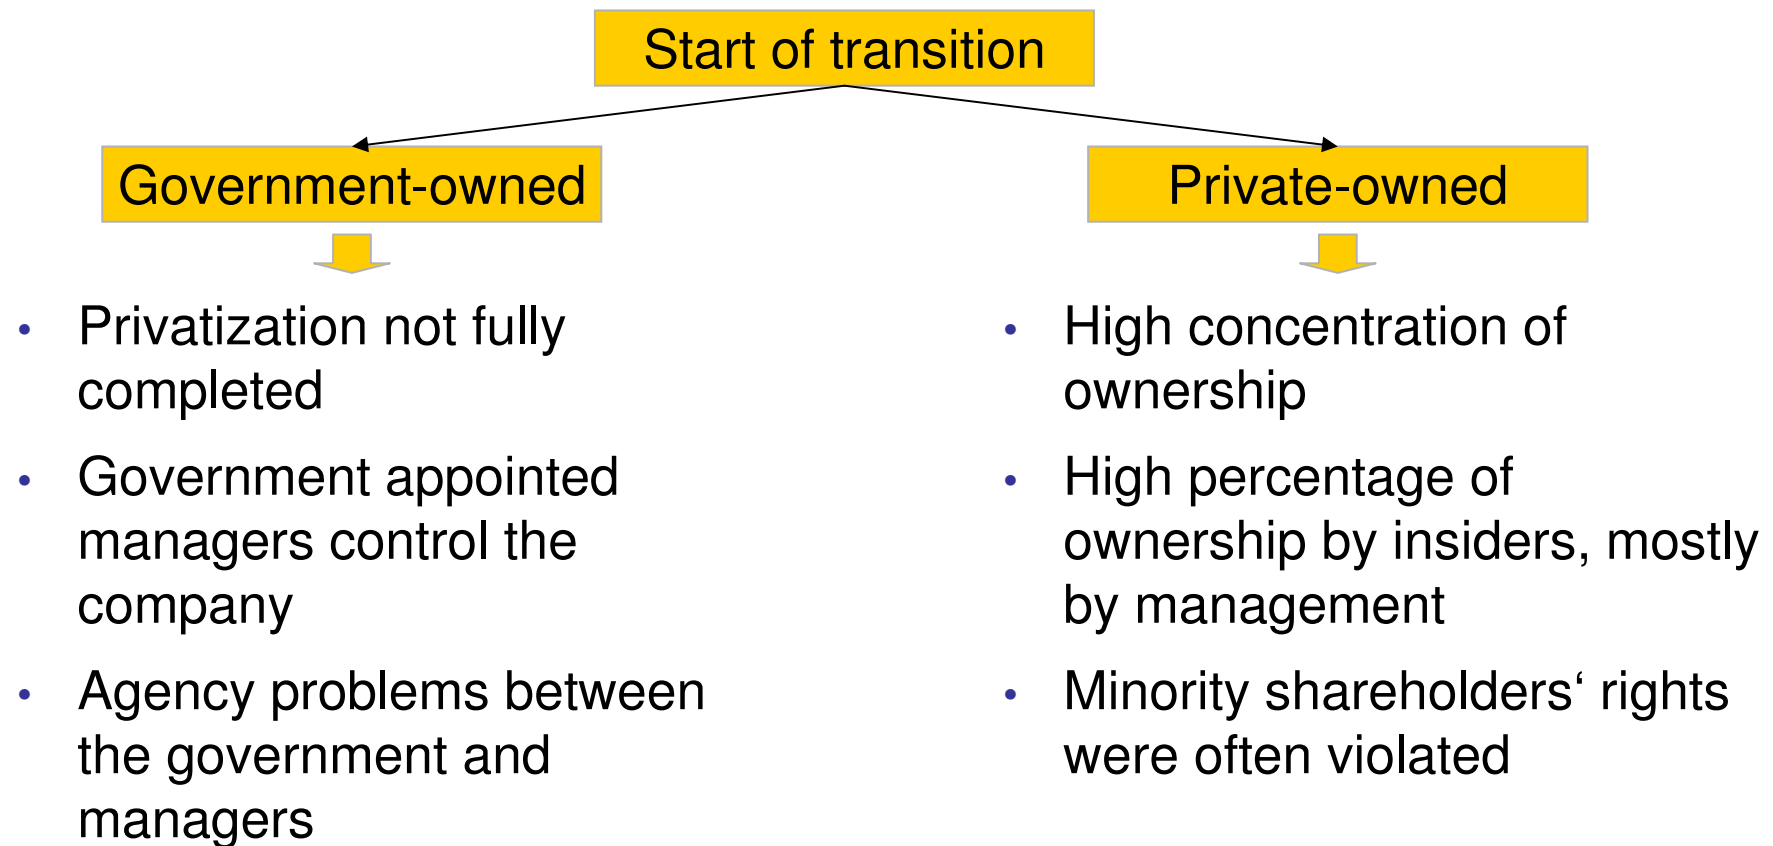 Start of transition
Government-owned
Private-owned
• Privatization not fully
completed
• Government appointed
managers control the
company
• Agency problems between
the government and
managers
• High concentration of
ownership
• High percentage of
ownership by insiders, mostly
by management
• Minority shareholders‘ rights
were often violated